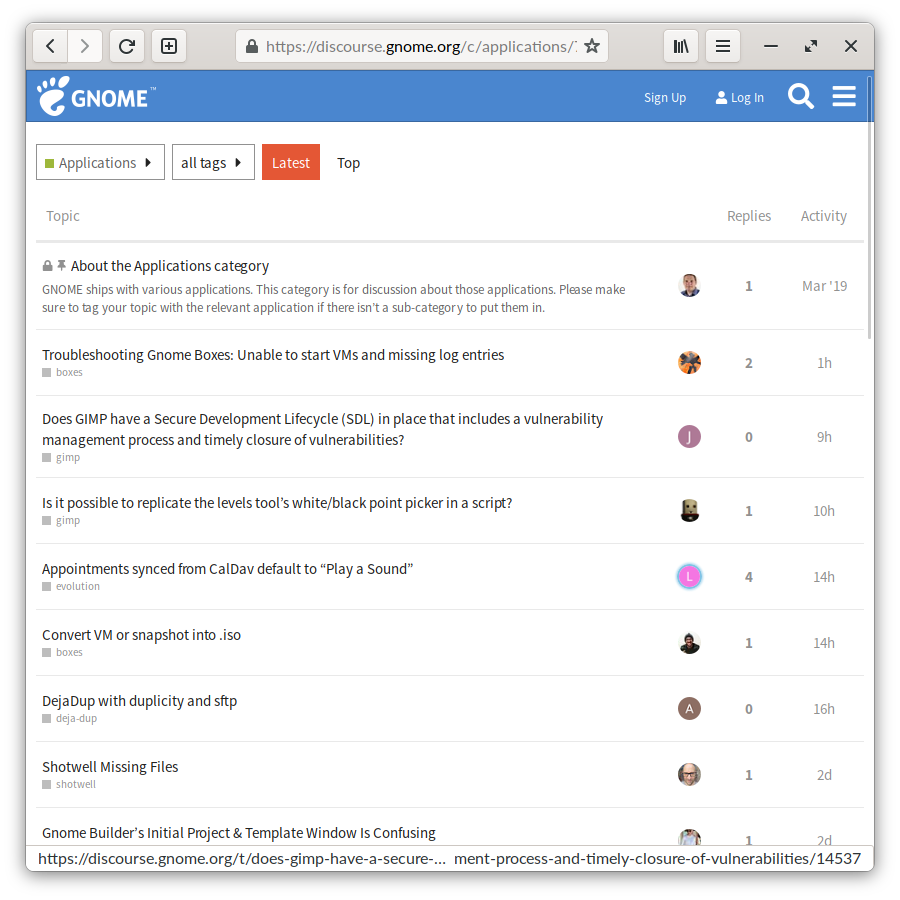 https://discourse.gnome.org/c/applications/7
GNOME™
Sign Up
Log In
Applications
all tags
Latest
Top
Topic
Replies
Activity
About the Applications category
GNOME ships with various applications. This category is for discussion about those applications. Please make
sure to tag your topic with the relevant application if there isn't a sub-category to put them in.
1
Mar '19
Troubleshooting Gnome Boxes: Unable to start VMs and missing log entries
boxes
2
1h
Does GIMP have a Secure Development Lifecycle (SDL) in place that includes a vulnerability
management process and timely closure of vulnerabilities?
gimp
J
0
9h
Is it possible to replicate the levels tool's white/black point picker in a script?
gimp
1
10h
Appointments synced from CalDav default to “Play a Sound”
evolution
L
4
14h
Convert VM or snapshot into .iso
boxes
1
14h
DejaDup with duplicity and sftp
deja-dup
A
0
16h
Shotwell Missing Files
shotwell
1
2d
Gnome Builder's Initial Project & Template Window Is Confusing
1
2d
https://discourse.gnome.org/t/does-gimp-have-a-secure-... ment-process-and-timely-closure-of-vulnerabilities/14537